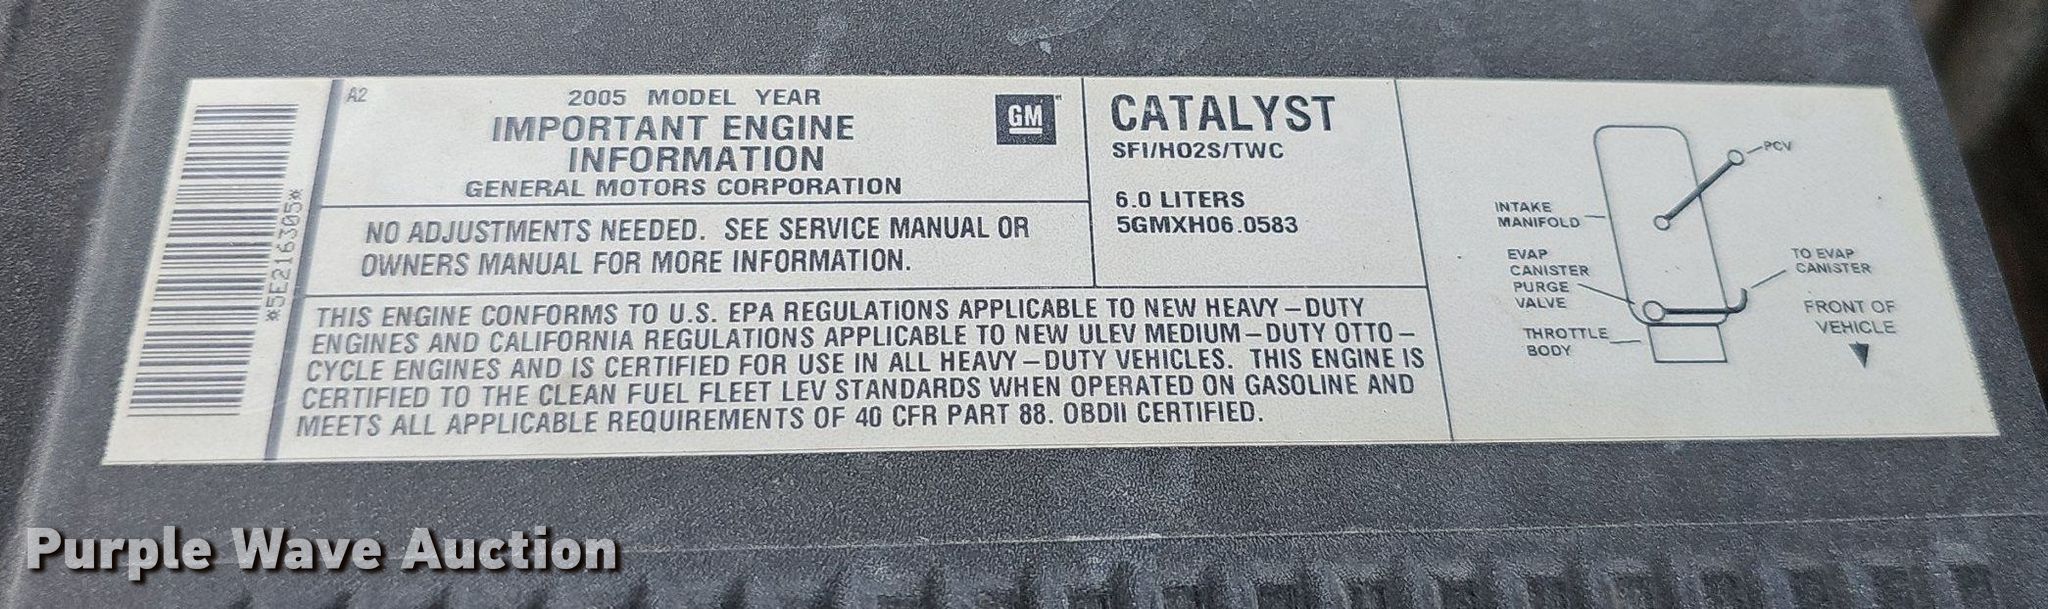 A2
2005 MODEL YEAR
IMPORTANT ENGINE
INFORMATION
GENERAL MOTORS CORPORATION
GM
NO ADJUSTMENTS NEEDED. SEE SERVICE MANUAL OR
OWNERS MANUAL FOR MORE INFORMATION.
CATALYST
SFI/HO2S/TWC
6.0 LITERS
5GMXH06.0583
THIS ENGINE CONFORMS TO U.S. EPA REGULATIONS APPLICABLE TO NEW HEAVY-DUTY
ENGINES AND CALIFORNIA REGULATIONS APPLICABLE TO NEW ULEV MEDIUM-DUTY OTTO-
CYCLE ENGINES AND IS CERTIFIED FOR USE IN ALL HEAVY-DUTY VEHICLES. THIS ENGINE IS
CERTIFIED TO THE CLEAN FUEL FLEET LEV STANDARDS WHEN OPERATED ON GASOLINE AND
MEETS ALL APPLICABLE REQUIREMENTS OF 40 CFR PART 88. OBDII CERTIFIED.
*5E216305*
PCV
INTAKE
MANIFOLD
EVAP
CANISTER
PURGE
VALVE
THROTTLE
BODY
TO EVAP
CANISTER
FRONT OF
VEHICLE
Purple Wave Auction